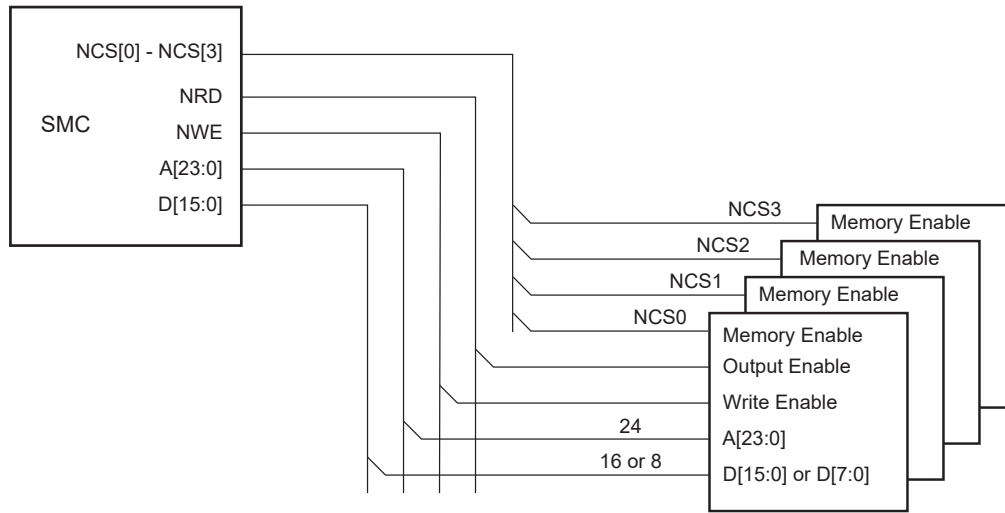 NCS[0] - NCS[3]
NRD
SMC
NWE
A[23:0]
D[15:0]
NCS3
Memory Enable
NCS2
Memory Enable
NCS1
Memory Enable
NCS0
Memory Enable
Output Enable
Write Enable
24
A[23:0]
16 or 8
D[15:0] or D[7:0]